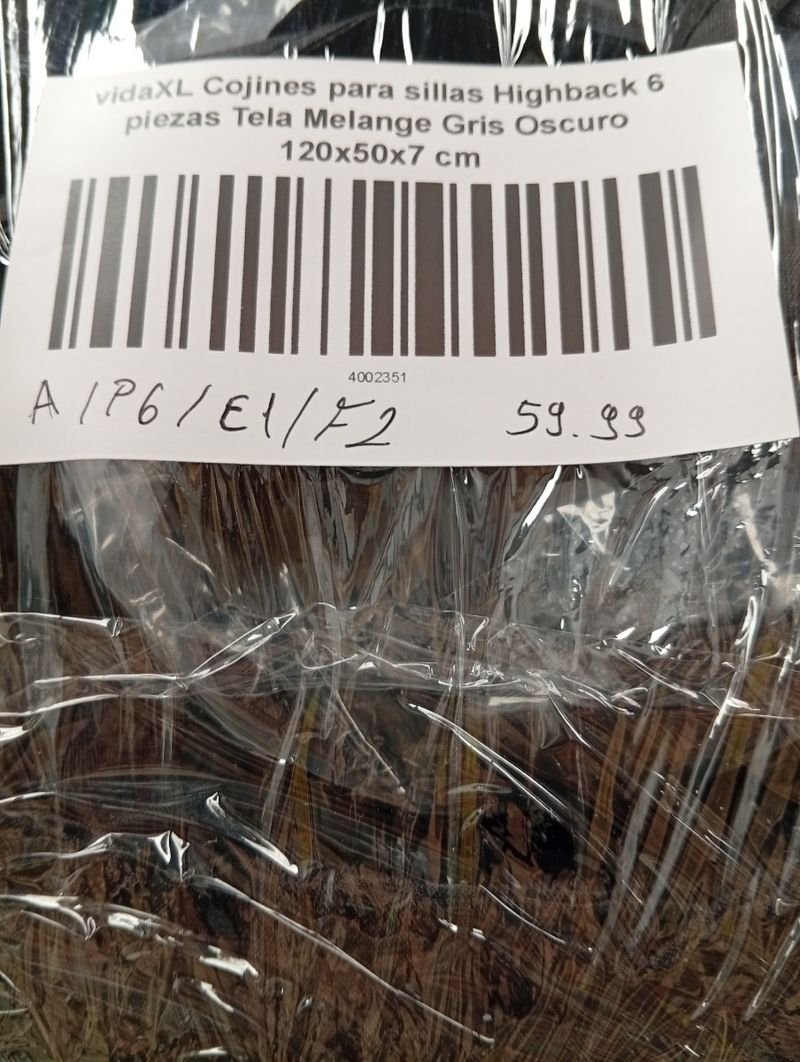 vidaXL Cojines para sillas Highback 6
piezas Tela Melange Gris Oscuro
120x50x7 cm
4002351
A/P6/E1/F2 59.99